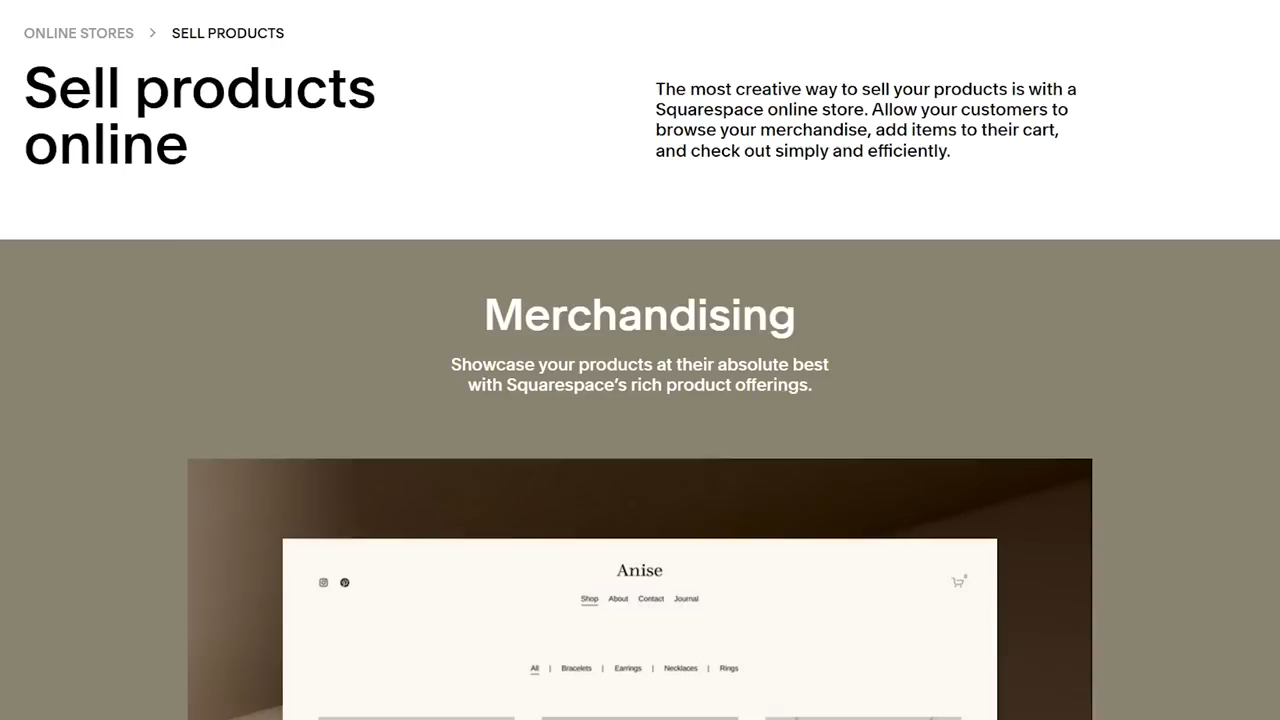 ONLINE STORES > SELL PRODUCTS
Sell products
online
The most creative way to sell your products is with a
Squarespace online store. Allow your customers to
browse your merchandise, add items to their cart,
and check out simply and efficiently.
Merchandising
Showcase your products at their absolute best
with Squarespace’s rich product offerings.
Anise
Shop About Contact Journal
All | Bracelets | Earrings | Necklaces | Rings